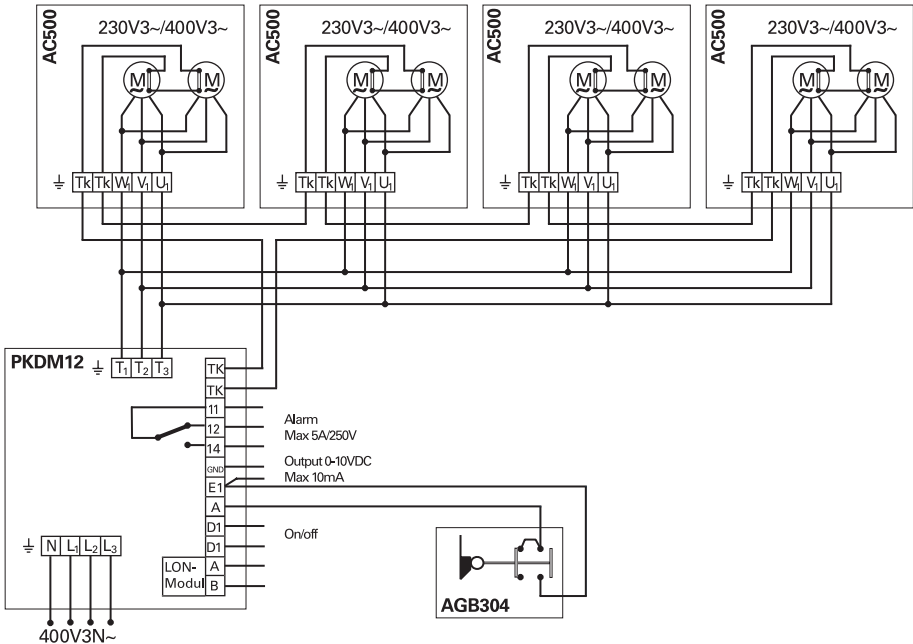 AC500
230V3~/400V3~
M
~
M
~
Tk Tk W1 V1 U1
AC500
230V3~/400V3~
M
~
M
~
Tk Tk W1 V1 U1
AC500
230V3~/400V3~
M
~
M
~
Tk Tk W1 V1 U1
AC500
230V3~/400V3~
M
~
M
~
Tk Tk W1 V1 U1
PKDM12
T1 T2 T3
TK
TK
11
12
14
GND
E1
A
D1
D1
A
B
Alarm
Max 5A/250V
Output 0-10VDC
Max 10mA
On/off
LON-
Modul
N L1 L2 L3
400V3N~
AGB304